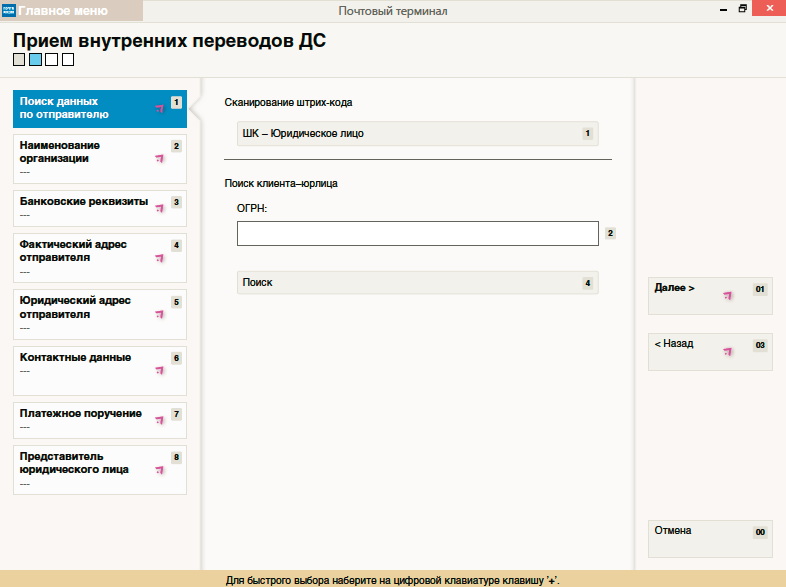 Главное меню
Почтовый терминал
Прием внутренних переводов ДС
Поиск данных
по отправителю
1
Наименование
организации
2
---
Банковские реквизиты
3
---
Фактический адрес
отправителя
4
---
Юридический адрес
отправителя
5
---
Контактные данные
6
---
Платежное поручение
7
---
Представитель
юридического лица
8
---
Сканирование штрих-кода
ШК – Юридическое лицо 1
Поиск клиента–юрлица
ОГРН:
2
Поиск 4
Далее > 01
< Назад 03
Отмена 00
Для быстрого выбора наберите на цифровой клавиатуре клавишу '+'.